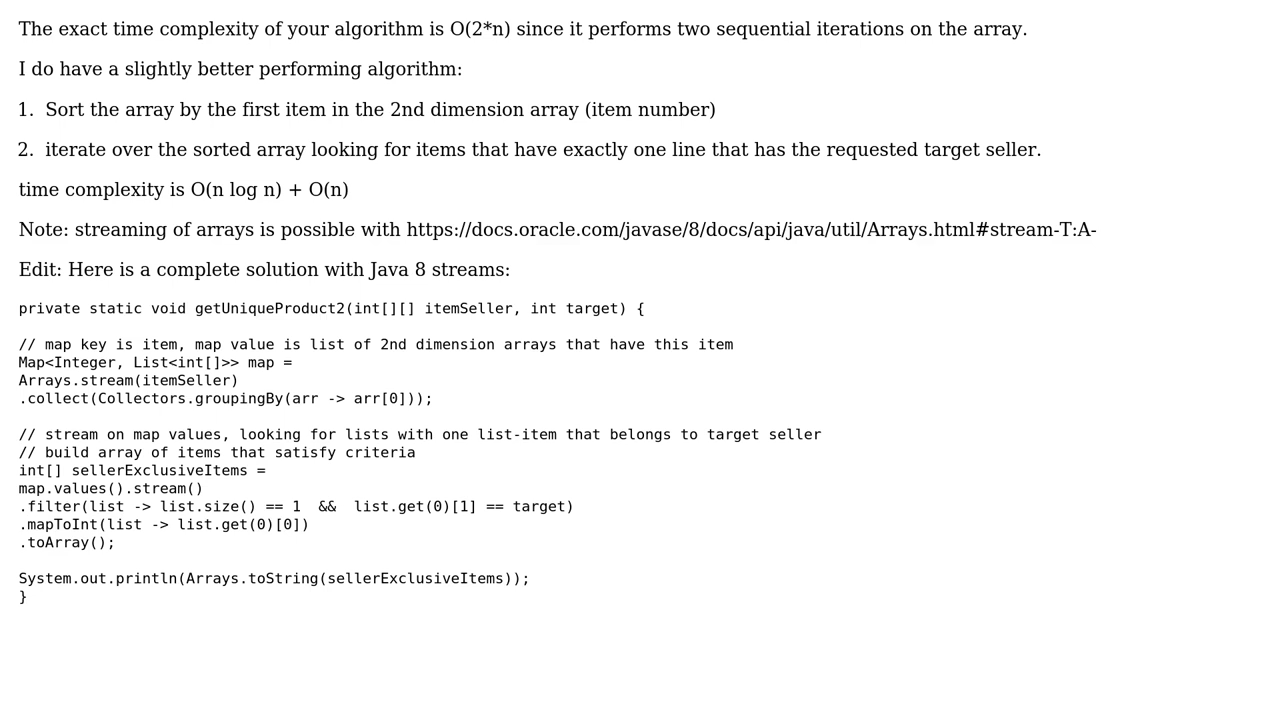 The exact time complexity of your algorithm is O(2*n) since it performs two sequential iterations on the array.
I do have a slightly better performing algorithm:
1. Sort the array by the first item in the 2nd dimension array (item number)
2. iterate over the sorted array looking for items that have exactly one line that has the requested target seller.
time complexity is O(n log n) + O(n)
Note: streaming of arrays is possible with https://docs.oracle.com/javase/8/docs/api/java/util/Arrays.html#stream-T:A-
Edit: Here is a complete solution with Java 8 streams:
private static void getUniqueProduct2(int[][] itemSeller, int target) {
// map key is item, map value is list of 2nd dimension arrays that have this item
Map<Integer, List<int[]>> map =
Arrays.stream(itemSeller)
.collect(Collectors.groupingBy(arr -> arr[0]));
// stream on map values, looking for lists with one list-item that belongs to target seller
// build array of items that satisfy criteria
int[] sellerExclusiveItems =
map.values().stream()
.filter(list -> list.size() == 1  &&  list.get(0)[1] == target)
.mapToInt(list -> list.get(0)[0])
.toArray();
System.out.println(Arrays.toString(sellerExclusiveItems));
}